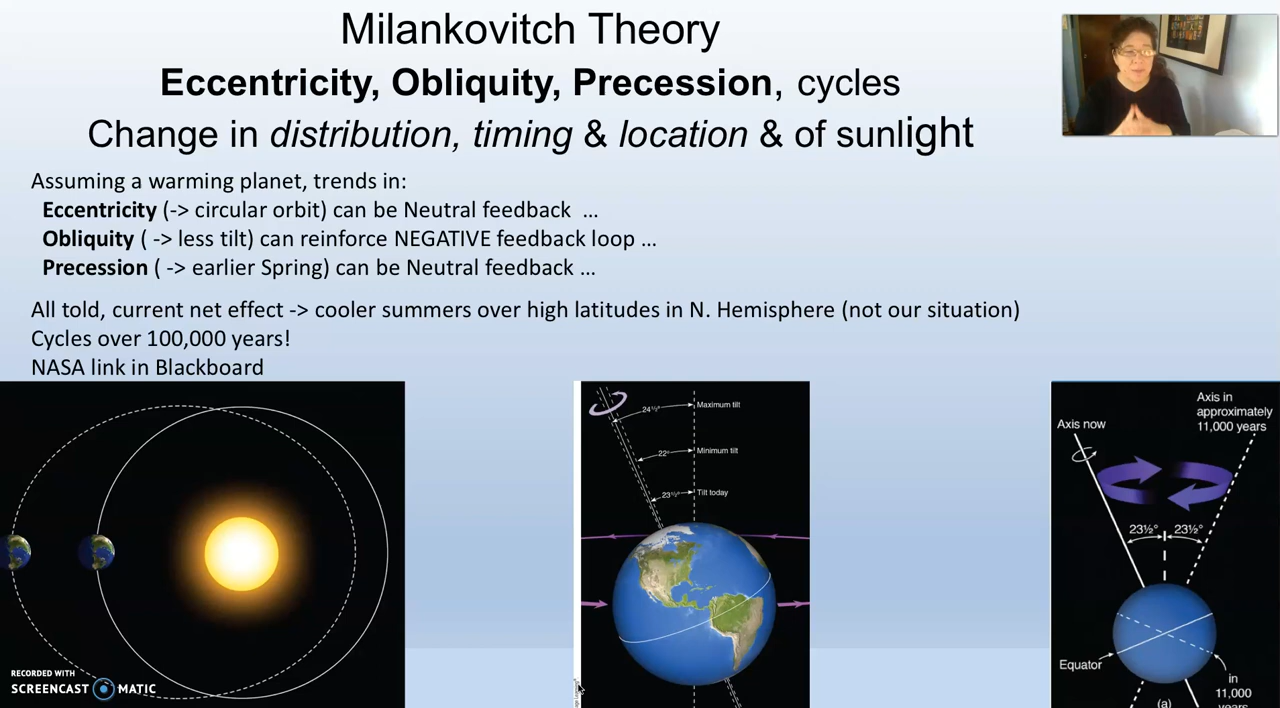 Milankovitch Theory
Eccentricity, Obliquity, Precession, cycles
Change in distribution, timing & location & of sunlight
Assuming a warming planet, trends in:
Eccentricity (-> circular orbit) can be Neutral feedback ...
Obliquity ( -> less tilt) can reinforce NEGATIVE feedback loop ...
Precession ( -> earlier Spring) can be Neutral feedback ...
All told, current net effect -> cooler summers over high latitudes in N. Hemisphere (not our situation)
Cycles over 100,000 years!
NASA link in Blackboard
RECORDED WITH
SCREENCAST MATIC
24½°
Maximum tilt
22°
Minimum tilt
23½°
Tilt today
Axis now
Axis in
approximately
11,000 years
23½°
23½°
Equator
in
11,000
years
(a)